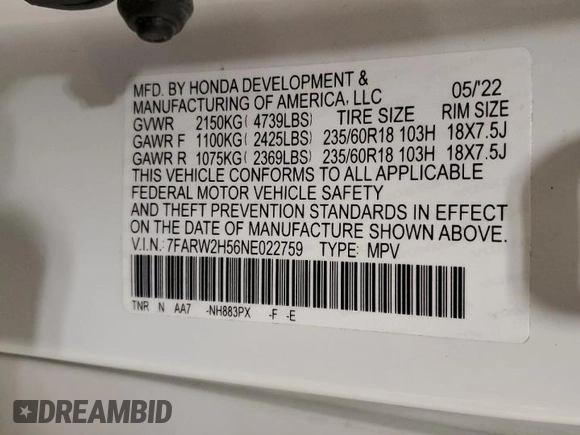 MFD. BY HONDA DEVELOPMENT & 05/'22
MANUFACTURING OF AMERICA, LLC
GVWR 2150KG ( 4739LBS) TIRE SIZE RIM SIZE
GAWR F 1100KG ( 2425LBS) 235/60R18 103H 18X7.5J
GAWR R 1075KG ( 2369LBS) 235/60R18 103H 18X7.5J
THIS VEHICLE CONFORMS TO ALL APPLICABLE
FEDERAL MOTOR VEHICLE SAFETY
AND THEFT PREVENTION STANDARDS IN EFFECT
ON THE DATE OF MANUFACTURE SHOWN ABOVE.
V.I.N.: 7FARW2H56NE022759 TYPE: MPV
TNR N AA7 -NH883PX -F -E
DREAMBID